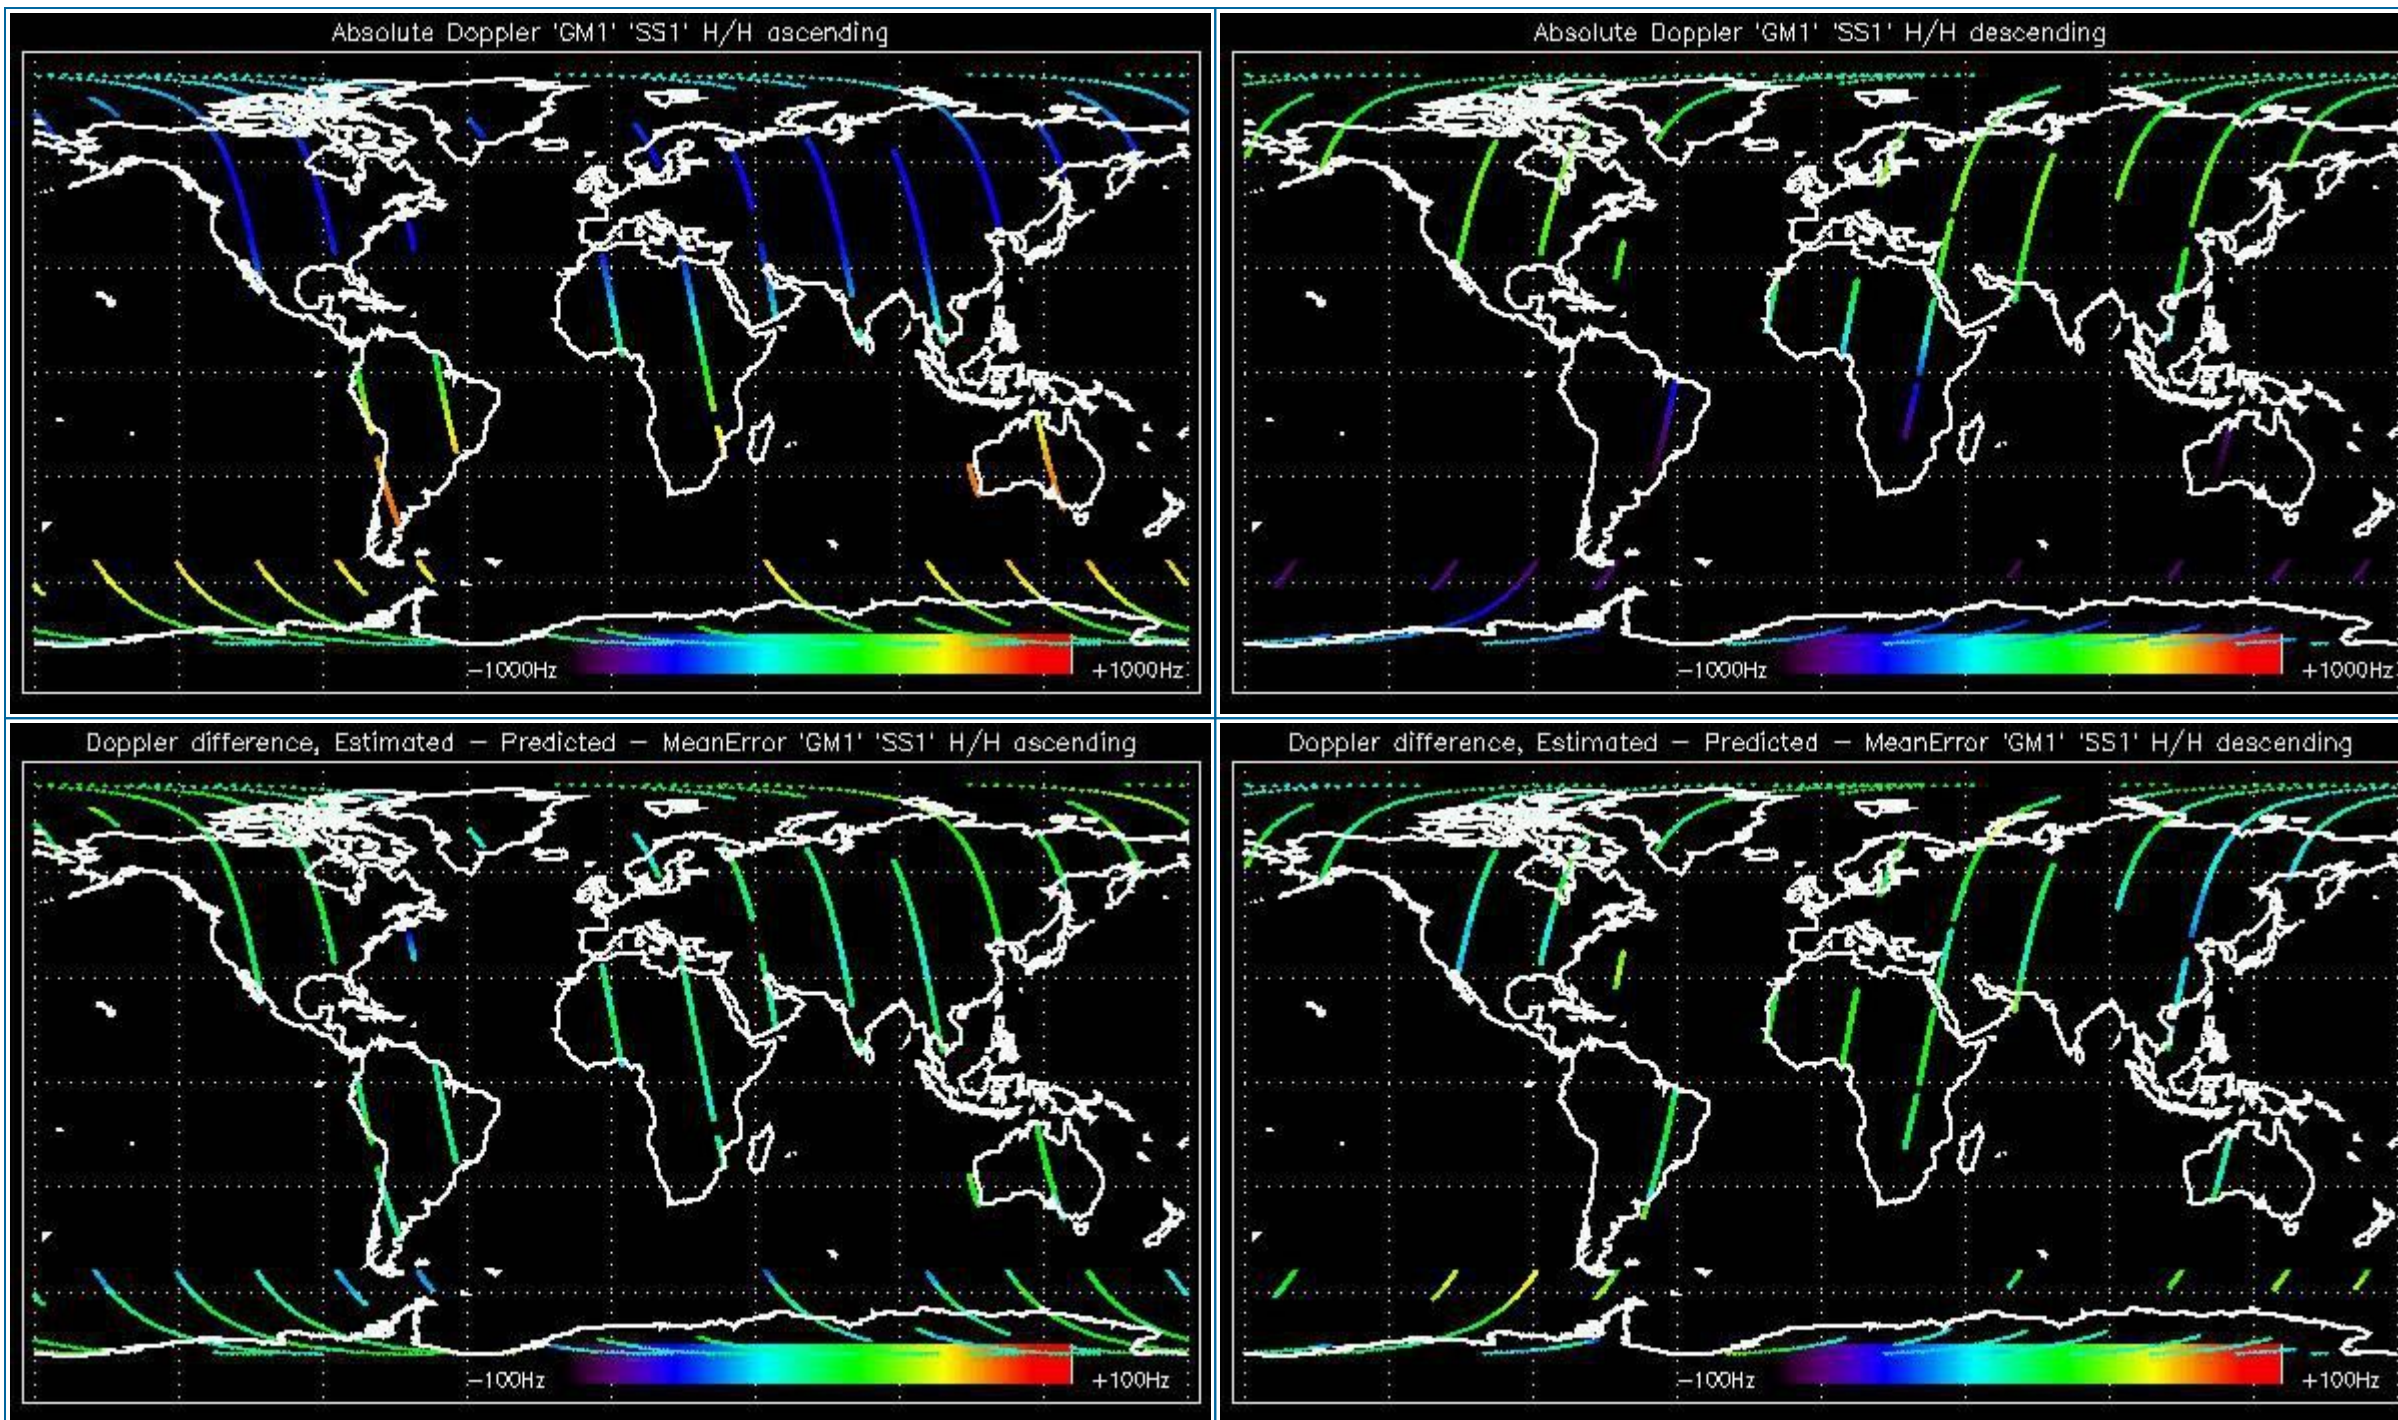 Absolute Doppler 'GM1' 'SS1' H/H ascending
−1000Hz
+1000Hz
Absolute Doppler 'GM1' 'SS1' H/H descending
−1000Hz
+1000Hz
Doppler difference, Estimated − Predicted − MeanError 'GM1' 'SS1' H/H ascending
−100Hz
+100Hz
Doppler difference, Estimated − Predicted − MeanError 'GM1' 'SS1' H/H descending
−100Hz
+100Hz